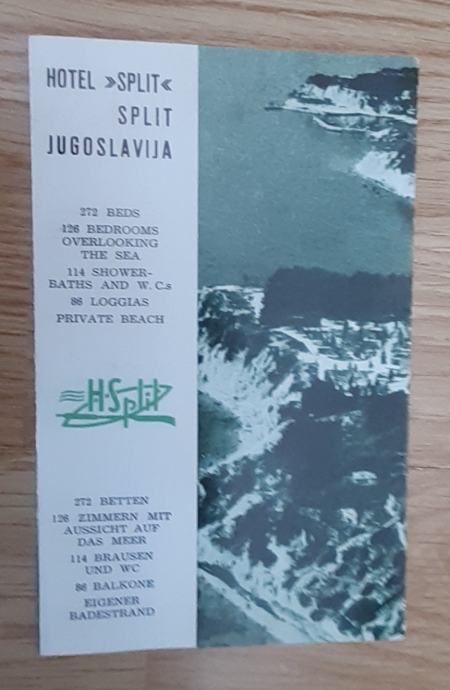 HOTEL »SPLIT«
SPLIT
JUGOSLAVIJA
272 BEDS
126 BEDROOMS
OVERLOOKING
THE SEA
114 SHOWER-
BATHS AND W. C.s
86 LOGGIAS
PRIVATE BEACH
H-Split
272 BETTEN
126 ZIMMERN MIT
AUSSICHT AUF
DAS MEER
114 BRAUSEN
UND WC
86 BALKONE
EIGENER
BADESTRAND